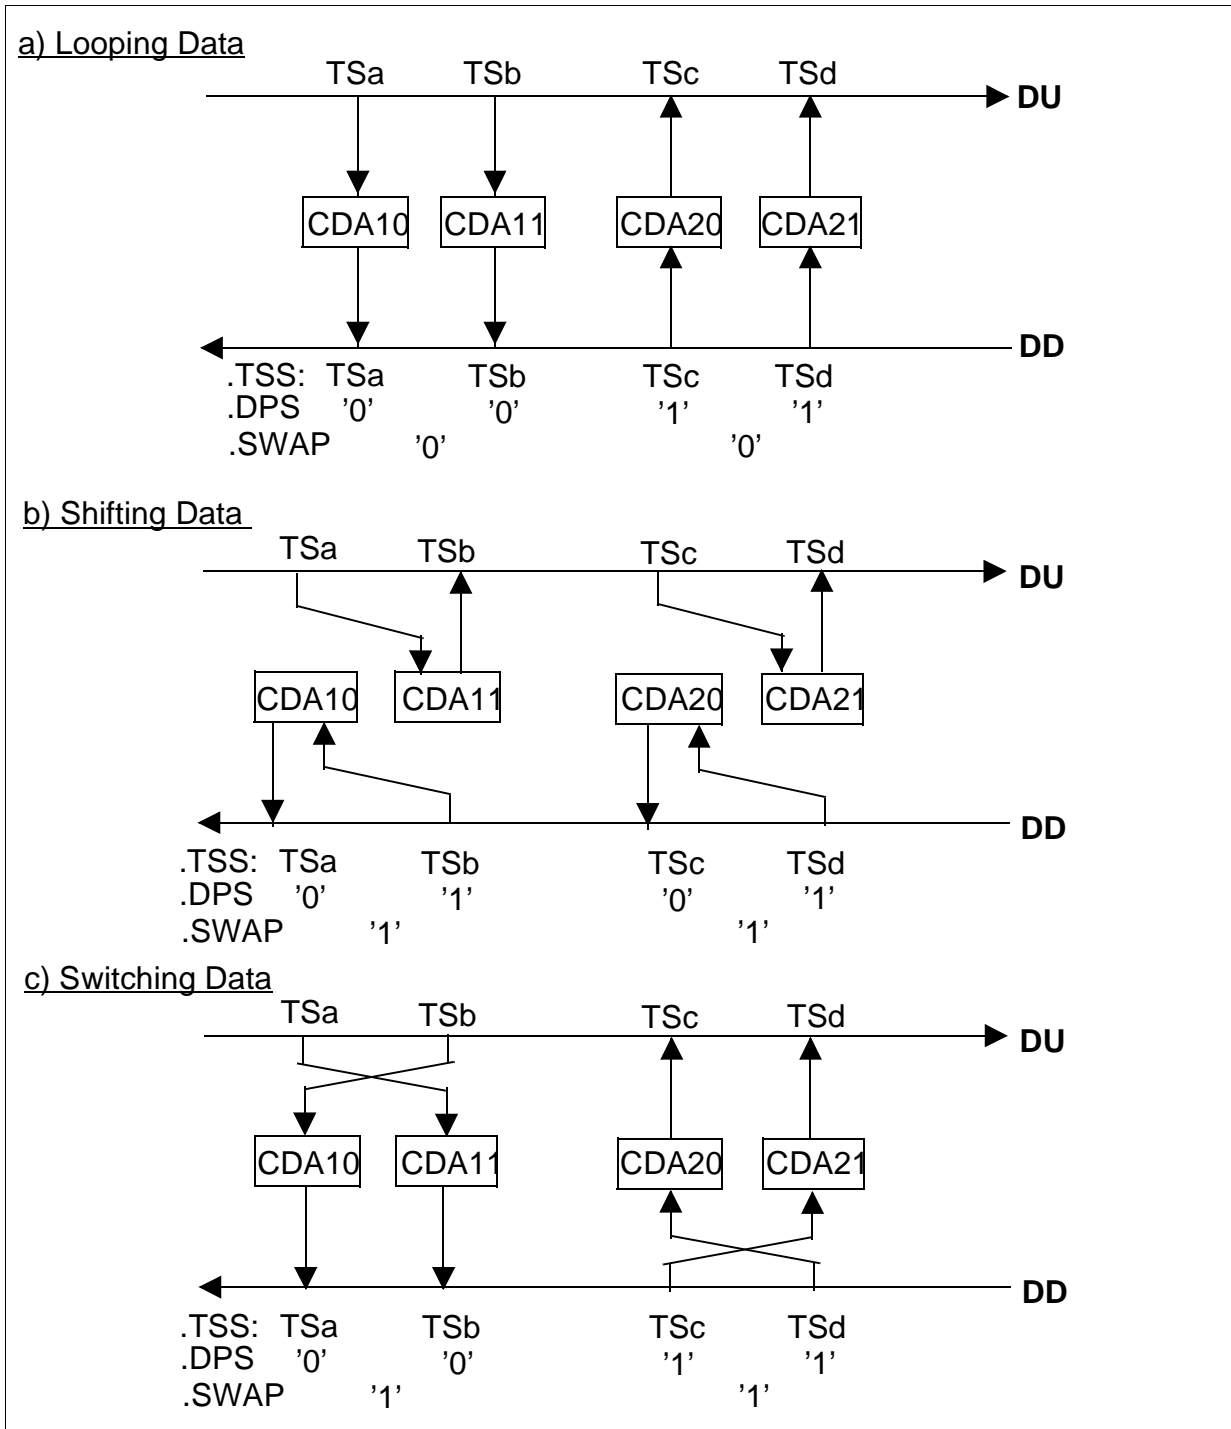 a) Looping Data
TSa TSb TSc TSd
DU
CDA10 CDA11 CDA20 CDA21
DD
.TSS: TSa TSb TSc TSd
.DPS '0' '0' '1' '1'
.SWAP '0' '0'
b) Shifting Data
TSa TSb TSc TSd
DU
CDA10 CDA11 CDA20 CDA21
DD
.TSS: TSa TSb TSc TSd
.DPS '0' '1' '0' '1'
.SWAP '1' '1'
c) Switching Data
TSa TSb TSc TSd
DU
CDA10 CDA11 CDA20 CDA21
DD
.TSS: TSa TSb TSc TSd
.DPS '0' '0' '1' '1'
.SWAP '1' '1'